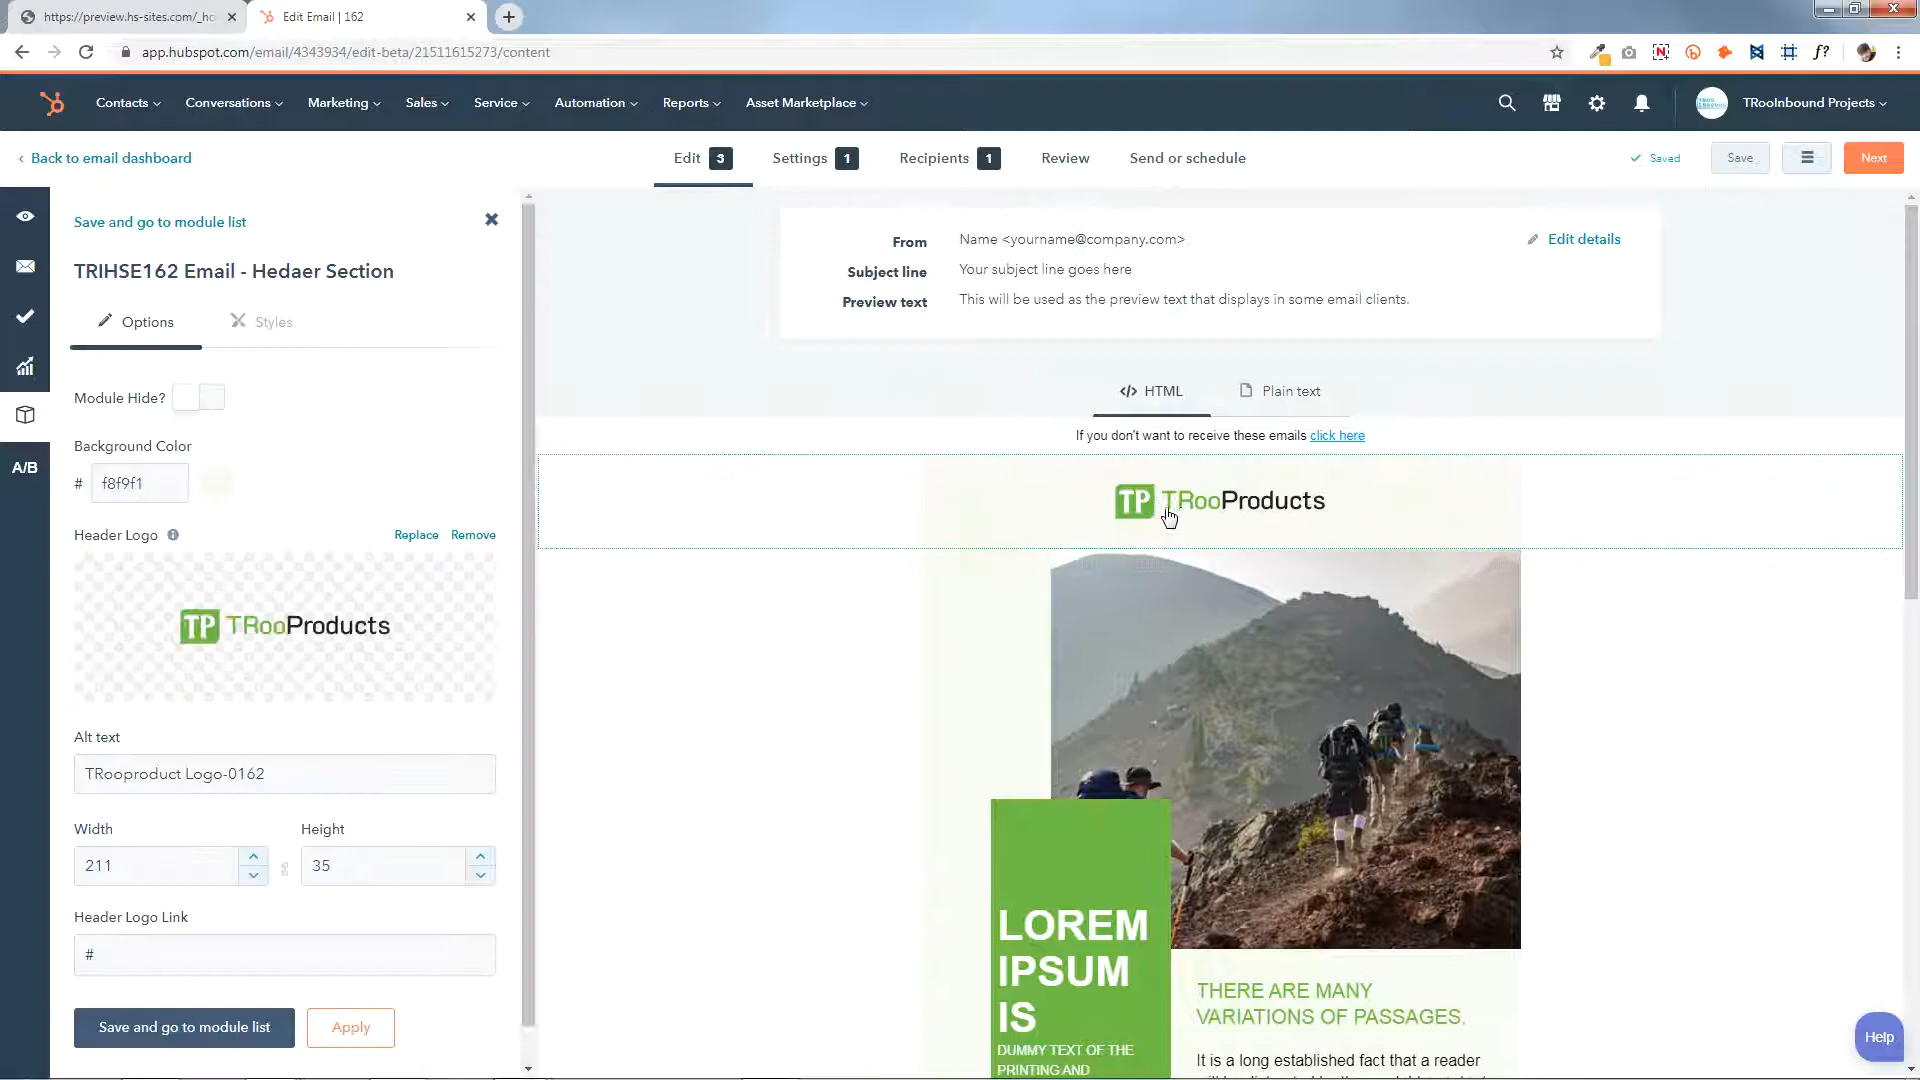 https://preview.hs-sites.com/_ho
Edit Email | 162
app.hubspot.com/email/4343934/edit-beta/21511615273/content
f?
Contacts
Conversations
Marketing
Sales
Service
Automation
Reports
Asset Marketplace
TRooInbound Projects
Back to email dashboard
Edit 3
Settings 1
Recipients 1
Review
Send or schedule
Saved
Save
Next
Save and go to module list
TRIHSE162 Email - Hedaer Section
Options
Styles
Module Hide?
Background Color
# f8f9f1
Header Logo
Replace
Remove
TP TRooProducts
Alt text
TRooproduct Logo-0162
Width
Height
211
35
Header Logo Link
#
Save and go to module list
Apply
A/B
From
Name <yourname@company.com>
Edit details
Subject line
Your subject line goes here
Preview text
This will be used as the preview text that displays in some email clients.
</> HTML
Plain text
If you don't want to receive these emails click here
TP TRooProducts
LOREM
IPSUM
IS
DUMMY TEXT OF THE
PRINTING AND
THERE ARE MANY
VARIATIONS OF PASSAGES.
It is a long established fact that a reader
Help